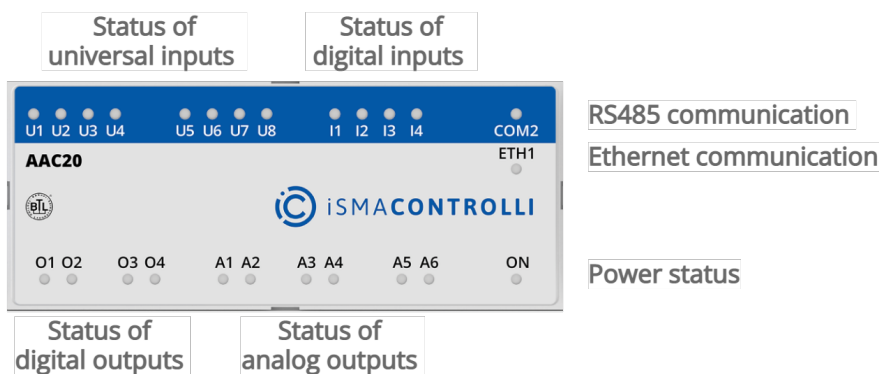 Status of
universal inputs
Status of
digital inputs
U1 U2 U3 U4 U5 U6 U7 U8 I1 I2 I3 I4 COM2
RS485 communication
AAC20
ETH1
Ethernet communication
BTL
iSMACONTROLLI
O1 O2 O3 O4 A1 A2 A3 A4 A5 A6 ON
Power status
Status of
digital outputs
Status of
analog outputs